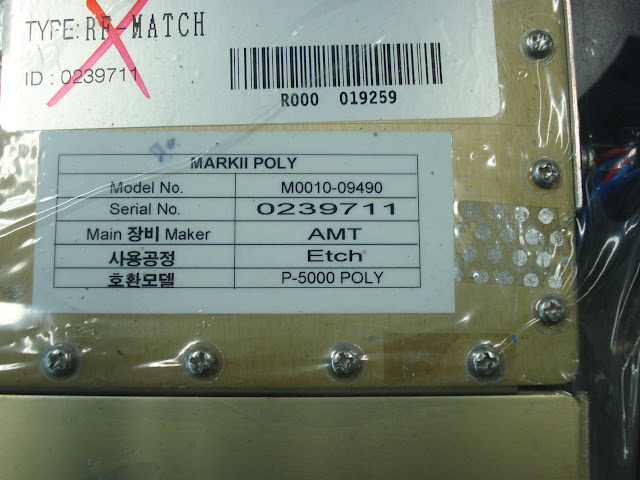 TYPE: RF-MATCH
ID : 0239711
R000 019259
MARKII POLY
Model No. M0010-09490
Serial No. 0239711
Main 장비 Maker AMT
사용공정 Etch
호환모델 P-5000 POLY